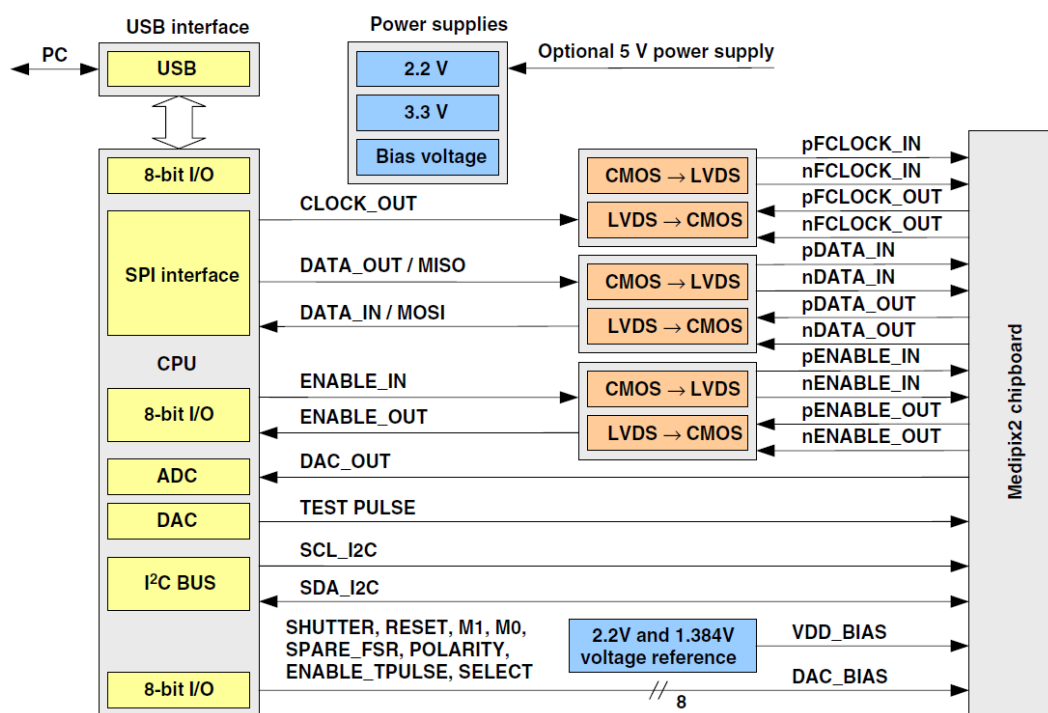 USB interface
PC
USB
Power supplies
2.2 V
3.3 V
Bias voltage
Optional 5 V power supply
8-bit I/O
SPI interface
CPU
8-bit I/O
ADC
DAC
I²C BUS
8-bit I/O
CLOCK_OUT
DATA_OUT / MISO
DATA_IN / MOSI
ENABLE_IN
ENABLE_OUT
DAC_OUT
TEST PULSE
SCL_I2C
SDA_I2C
SHUTTER, RESET, M1, M0,
SPARE_FSR, POLARITY,
ENABLE_TPULSE, SELECT
8
CMOS → LVDS
LVDS → CMOS
CMOS → LVDS
LVDS → CMOS
CMOS → LVDS
LVDS → CMOS
2.2V and 1.384V
voltage reference
pFCLOCK_IN
nFCLOCK_IN
pFCLOCK_OUT
nFCLOCK_OUT
pDATA_IN
nDATA_IN
pDATA_OUT
nDATA_OUT
pENABLE_IN
nENABLE_IN
pENABLE_OUT
nENABLE_OUT
VDD_BIAS
DAC_BIAS
Medipix2 chipboard